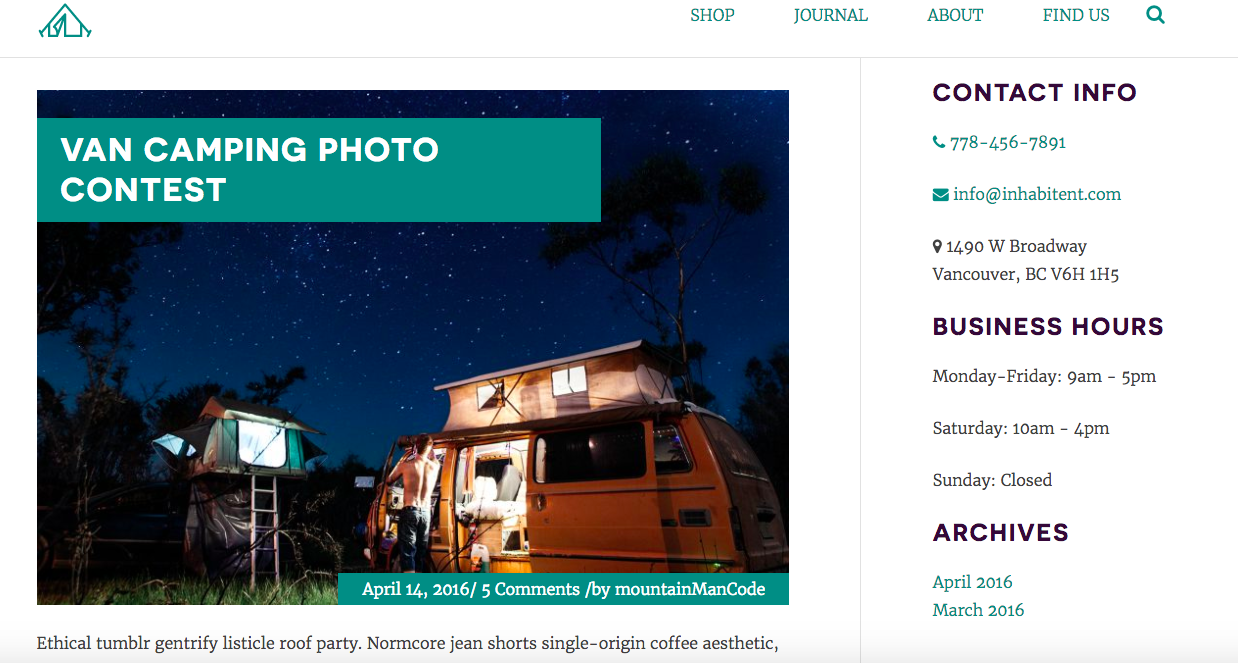 SHOP JOURNAL ABOUT FIND US
VAN CAMPING PHOTO
CONTEST
April 14, 2016/ 5 Comments /by mountainManCode
Ethical tumblr gentrify listicle roof party. Normcore jean shorts single-origin coffee aesthetic,
CONTACT INFO
778-456-7891
info@inhabitent.com
1490 W Broadway
Vancouver, BC V6H 1H5
BUSINESS HOURS
Monday-Friday: 9am - 5pm
Saturday: 10am - 4pm
Sunday: Closed
ARCHIVES
April 2016
March 2016